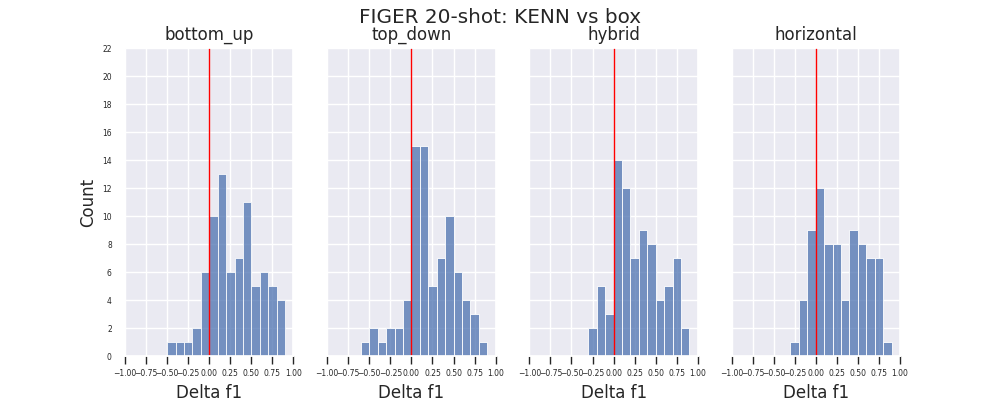 FIGER 20-shot: KENN vs box
bottom_up top_down hybrid horizontal
22
20
18
16
14
12
10
8
6
4
2
0
Count
−1.00 −0.75 −0.50 −0.25 0.00 0.25 0.50 0.75 1.00 −1.00 −0.75 −0.50 −0.25 0.00 0.25 0.50 0.75 1.00 −1.00 −0.75 −0.50 −0.25 0.00 0.25 0.50 0.75 1.00 −1.00 −0.75 −0.50 −0.25 0.00 0.25 0.50 0.75 1.00
Delta f1 Delta f1 Delta f1 Delta f1